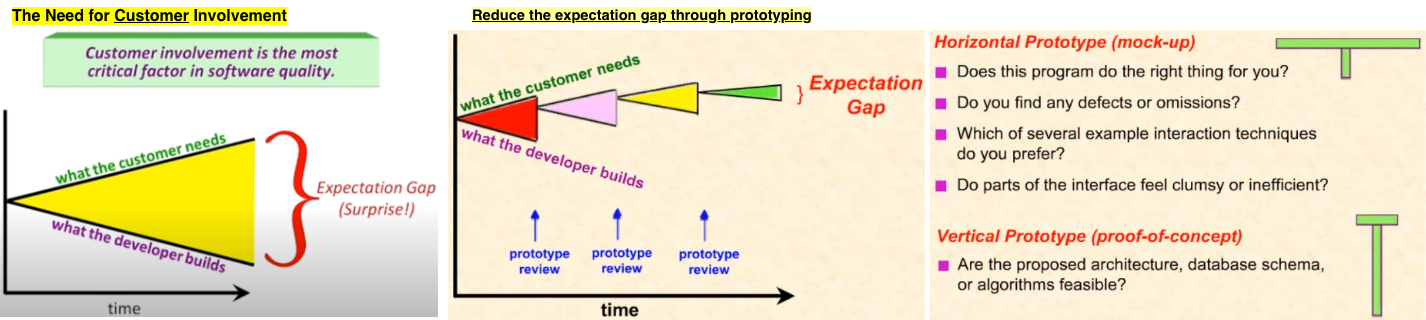 The Need for Customer Involvement
Customer involvement is the most
critical factor in software quality.
what the customer needs
what the developer builds
Expectation Gap
(Surprise!)
time
Reduce the expectation gap through prototyping
what the customer needs
what the developer builds
Expectation
Gap
prototype
review
prototype
review
prototype
review
time
Horizontal Prototype (mock-up)
Does this program do the right thing for you?
Do you find any defects or omissions?
Which of several example interaction techniques
do you prefer?
Do parts of the interface feel clumsy or inefficient?
Vertical Prototype (proof-of-concept)
Are the proposed architecture, database schema,
or algorithms feasible?